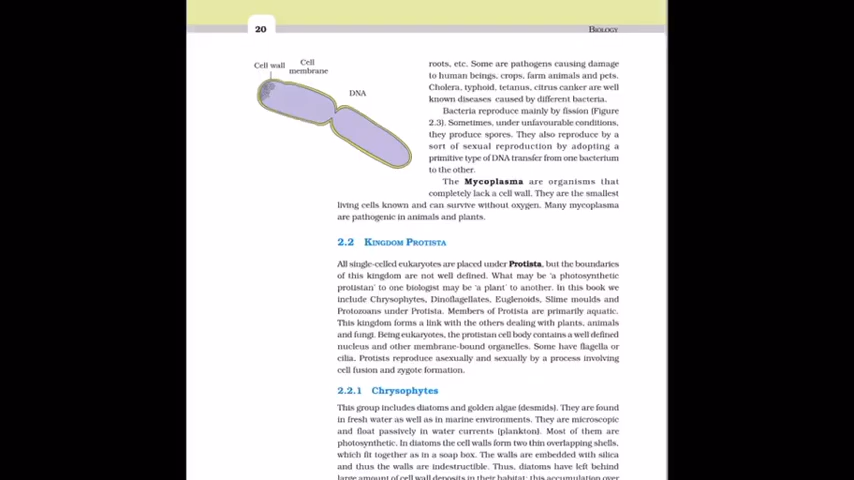 20
BIOLOGY
Cell wall
Cell
membrane
DNA
roots, etc. Some are pathogens causing damage
to human beings, crops, farm animals and pets.
Cholera, typhoid, tetanus, citrus canker are well
known diseases caused by different bacteria.
Bacteria reproduce mainly by fission (Figure
2.3). Sometimes, under unfavourable conditions,
they produce spores. They also reproduce by a
sort of sexual reproduction by adopting a
primitive type of DNA transfer from one bacterium
to the other.
The Mycoplasma are organisms that
completely lack a cell wall. They are the smallest
living cells known and can survive without oxygen. Many mycoplasma
are pathogenic in animals and plants.
2.2 KINGDOM PROTISTA
All single-celled eukaryotes are placed under Protista, but the boundaries
of this kingdom are not well defined. What may be 'a photosynthetic
protistan' to one biologist may be 'a plant' to another. In this book we
include Chrysophytes, Dinoflagellates, Euglenoids, Slime moulds and
Protozoans under Protista. Members of Protista are primarily aquatic.
This kingdom forms a link with the others dealing with plants, animals
and fungi. Being eukaryotes, the protistan cell body contains a well defined
nucleus and other membrane-bound organelles. Some have flagella or
cilia. Protists reproduce asexually and sexually by a process involving
cell fusion and zygote formation.
2.2.1 Chrysophytes
This group includes diatoms and golden algae (desmids). They are found
in fresh water as well as in marine environments. They are microscopic
and float passively in water currents (plankton). Most of them are
photosynthetic. In diatoms the cell walls form two thin overlapping shells,
which fit together as in a soap box. The walls are embedded with silica
and thus the walls are indestructible. Thus, diatoms have left behind
large amount of cell wall deposits in their habitat; this accumulation over